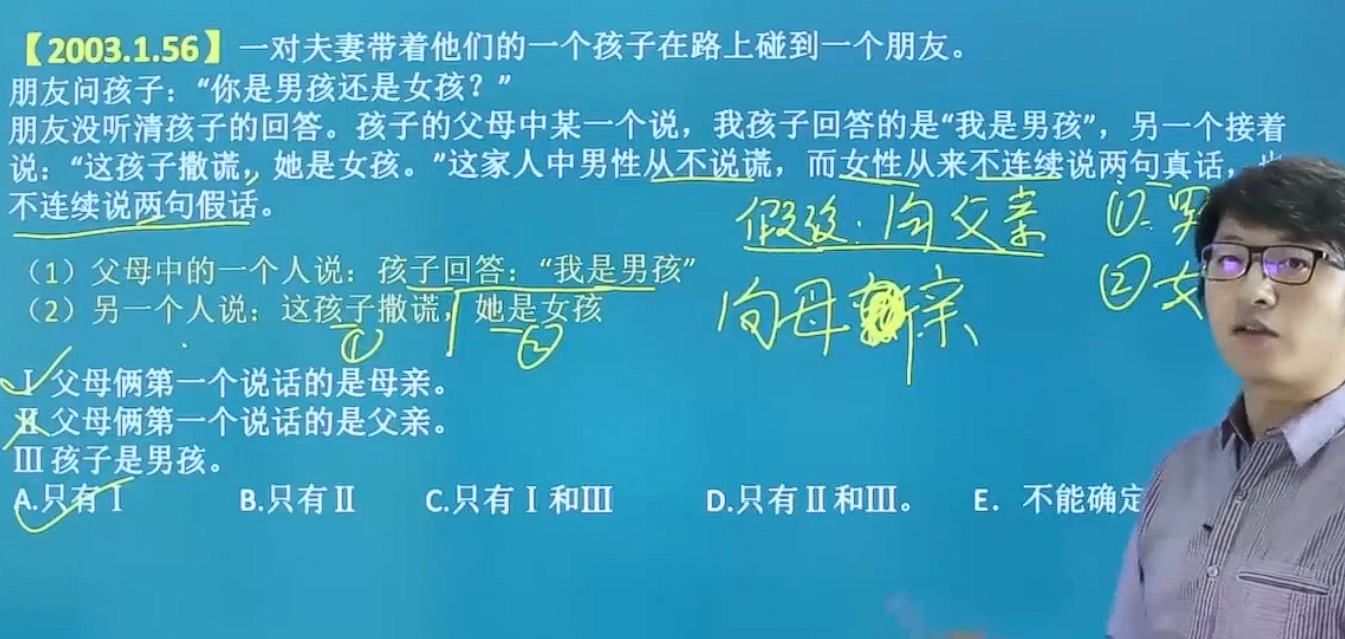 【2003.1.56】一对夫妻带着他们的一个孩子在路上碰到一个朋友。
朋友问孩子：“你是男孩还是女孩？”
朋友没听清孩子的回答。孩子的父母中某一个说，我孩子回答的是“我是男孩”，另一个接着
说：“这孩子撒谎，她是女孩。”这家人中男性从不说谎，而女性从来不连续说两句真话，也
不连续说两句假话。
假设：问父亲 ①: 男
（1）父母中的一个人说：孩子回答：“我是男孩”
②女
（2）另一个人说：这孩子撒谎，她是女孩
问母亲
① ②
Ⅰ 父母俩第一个说话的是母亲。
Ⅱ 父母俩第一个说话的是父亲。
Ⅲ 孩子是男孩。
A.只有Ⅰ B.只有Ⅱ C.只有Ⅰ和Ⅲ D.只有Ⅱ和Ⅲ。 E. 不能确定